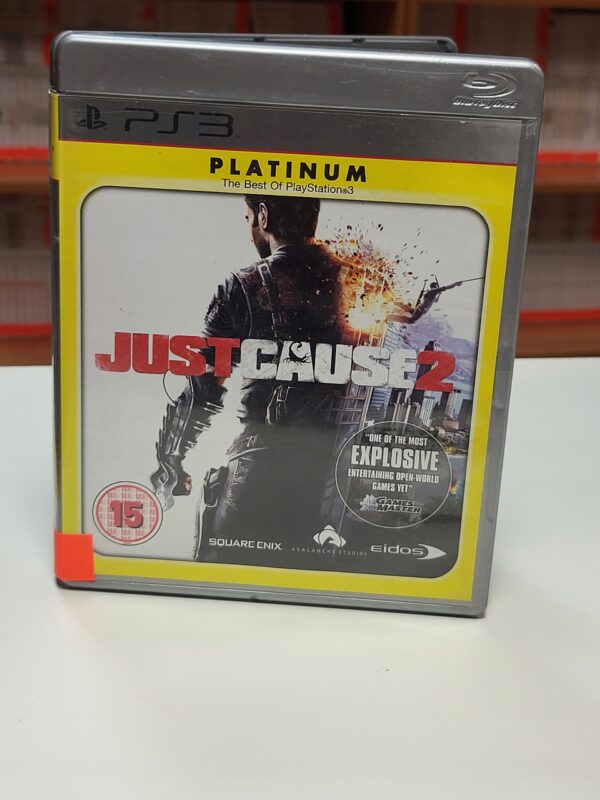 Blu-ray Disc
PS3
PLATINUM
The Best Of PlayStation®3
JUST CAUSE 2
"ONE OF THE MOST
EXPLOSIVE
ENTERTAINING OPEN-WORLD
GAMES YET"
GAMES
MASTER
15
SQUARE ENIX.
AVALANCHE STUDIOS
eidos